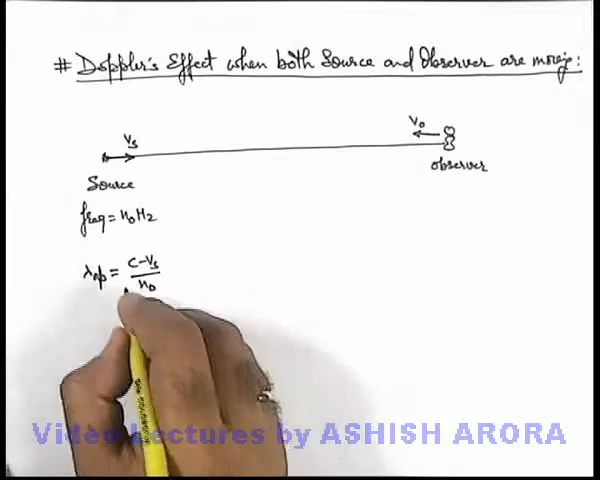 # Doppler's Effect when both Source and Observer are moving:
Vs
Vo
Source
observer
freq = n₀ Hz
λap = C-Vs / n₀
Video Lectures by ASHISH ARORA